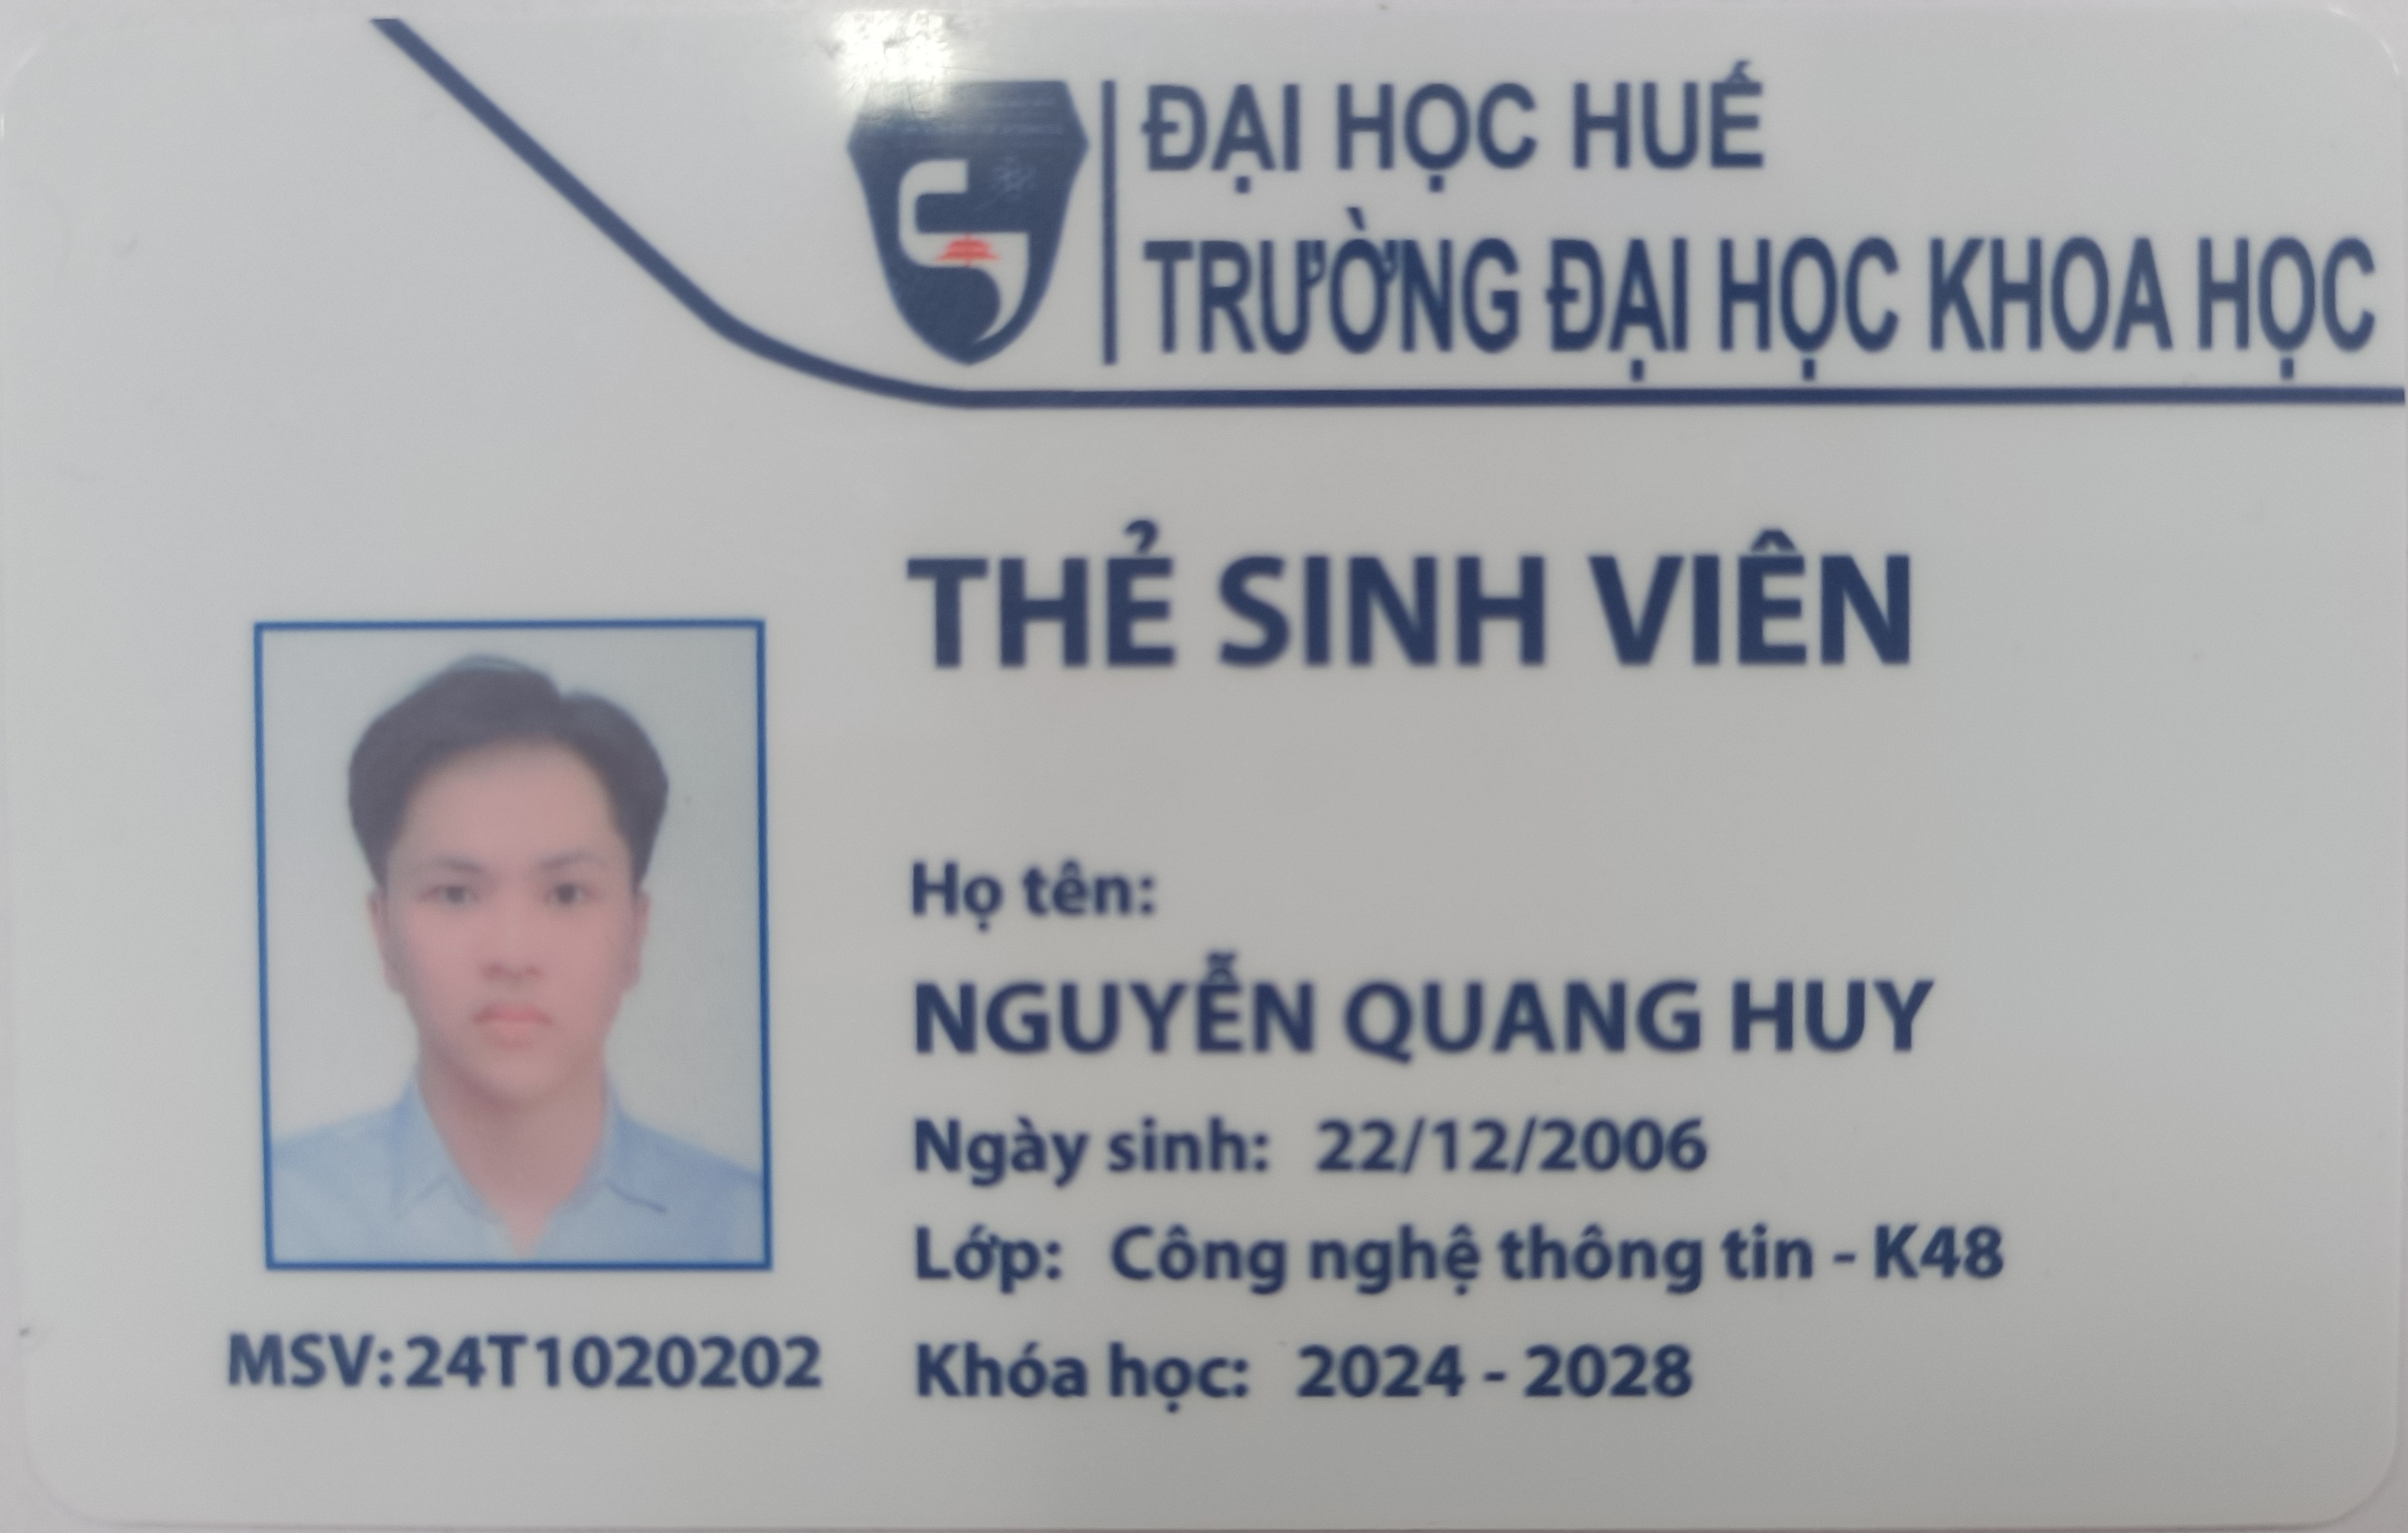 ĐẠI HỌC HUẾ
TRƯỜNG ĐẠI HỌC KHOA HỌC
THẺ SINH VIÊN
Họ tên:
NGUYỄN QUANG HUY
Ngày sinh: 22/12/2006
Lớp: Công nghệ thông tin - K48
Khóa học: 2024 - 2028
MSV: 24T1020202